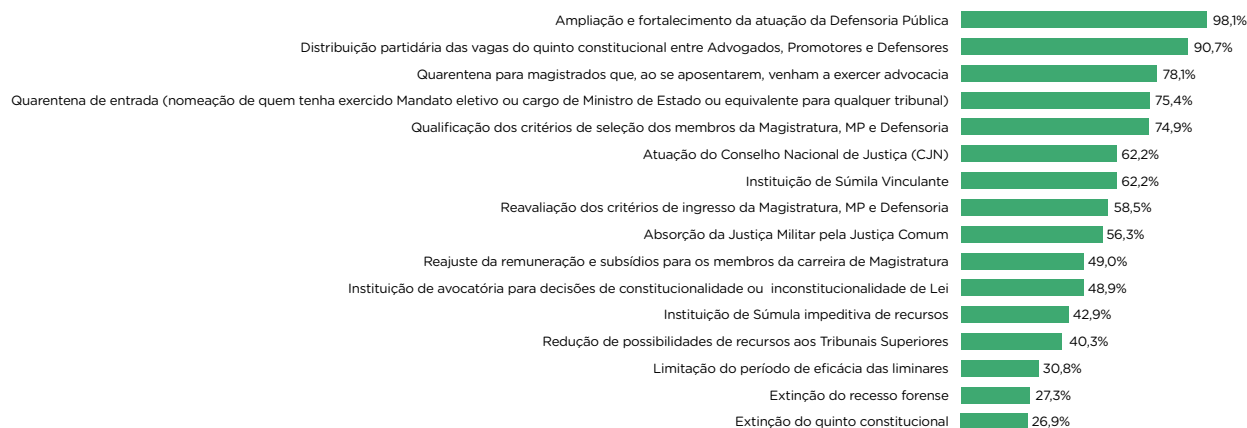 Ampliação e fortalecimento da atuação da Defensoria Pública 98,1%
Distribuição partidária das vagas do quinto constitucional entre Advogados, Promotores e Defensores 90,7%
Quarentena para magistrados que, ao se aposentarem, venham a exercer advocacia 78,1%
Quarentena de entrada (nomeação de quem tenha exercido Mandato eletivo ou cargo de Ministro de Estado ou equivalente para qualquer tribunal) 75,4%
Qualificação dos critérios de seleção dos membros da Magistratura, MP e Defensoria 74,9%
Atuação do Conselho Nacional de Justiça (CJN) 62,2%
Instituição de Súmila Vinculante 62,2%
Reavaliação dos critérios de ingresso da Magistratura, MP e Defensoria 58,5%
Absorção da Justiça Militar pela Justiça Comum 56,3%
Reajuste da remuneração e subsídios para os membros da carreira de Magistratura 49,0%
Instituição de avocatória para decisões de constitucionalidade ou inconstitucionalidade de Lei 48,9%
Instituição de Súmula impeditiva de recursos 42,9%
Redução de possibilidades de recursos aos Tribunais Superiores 40,3%
Limitação do período de eficácia das liminares 30,8%
Extinção do recesso forense 27,3%
Extinção do quinto constitucional 26,9%